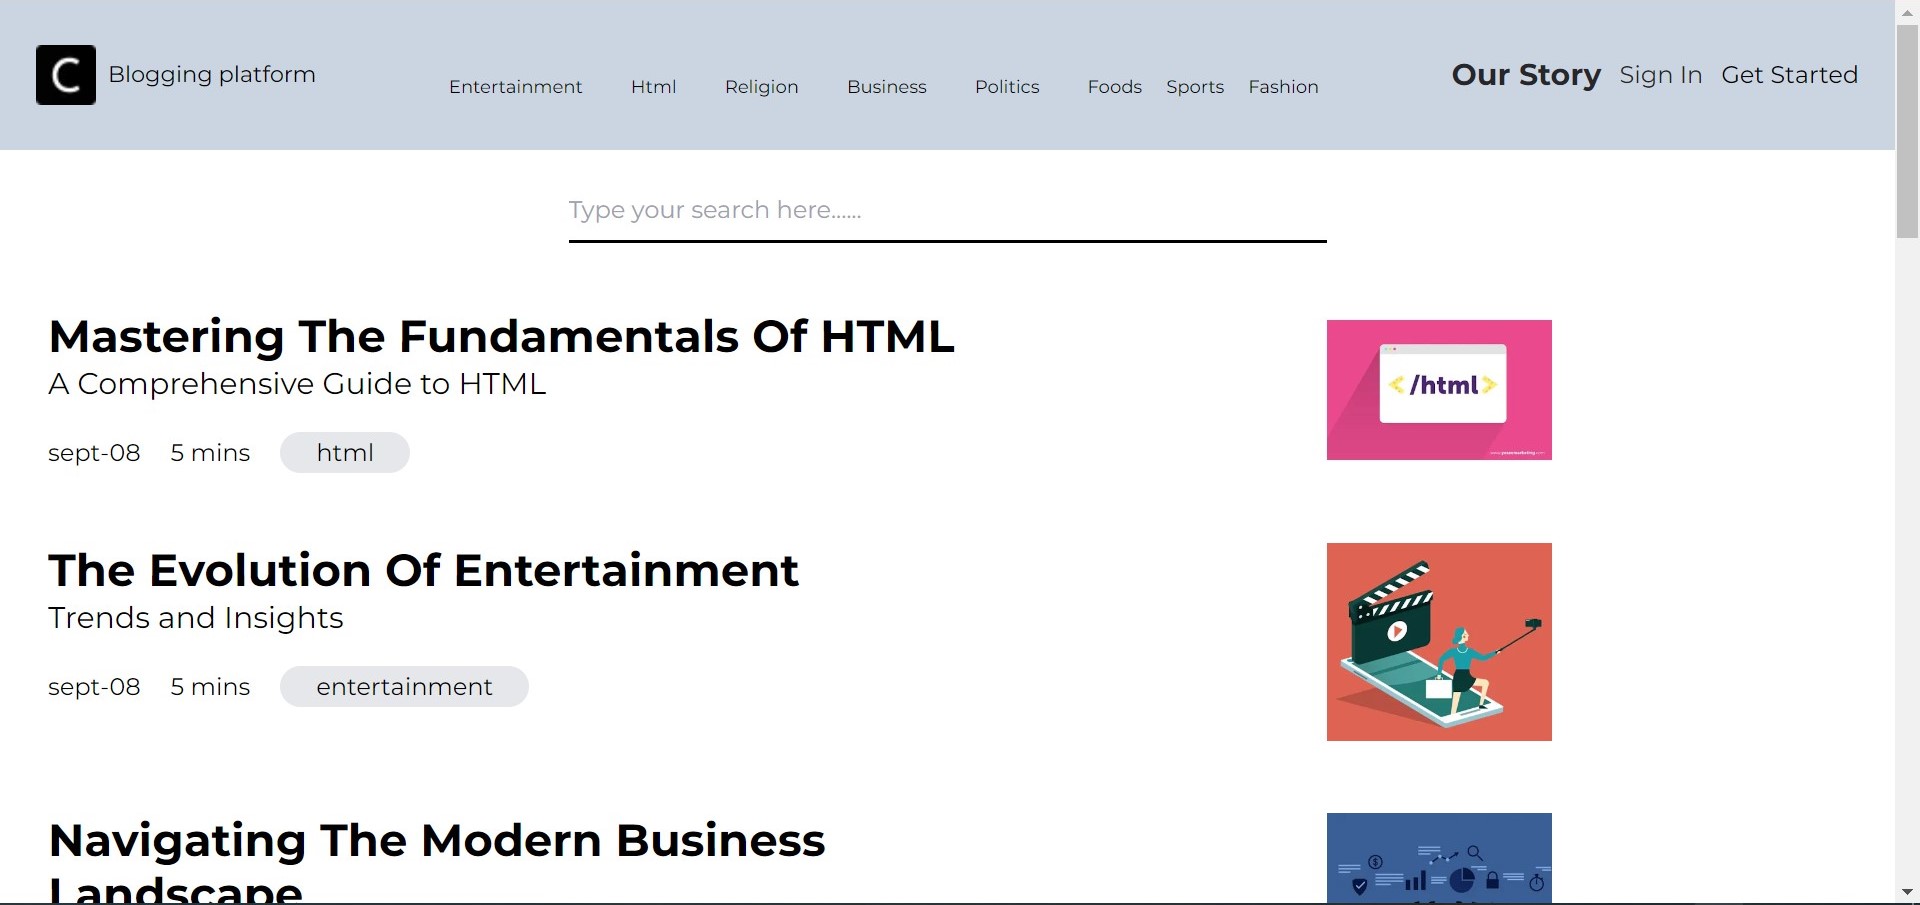 C Blogging platform
Entertainment Html Religion Business Politics Foods Sports Fashion
Our Story Sign In Get Started
Type your search here......
Mastering The Fundamentals Of HTML
A Comprehensive Guide to HTML
sept-08 5 mins html
< /html >
The Evolution Of Entertainment
Trends and Insights
sept-08 5 mins entertainment
Navigating The Modern Business
Landscape